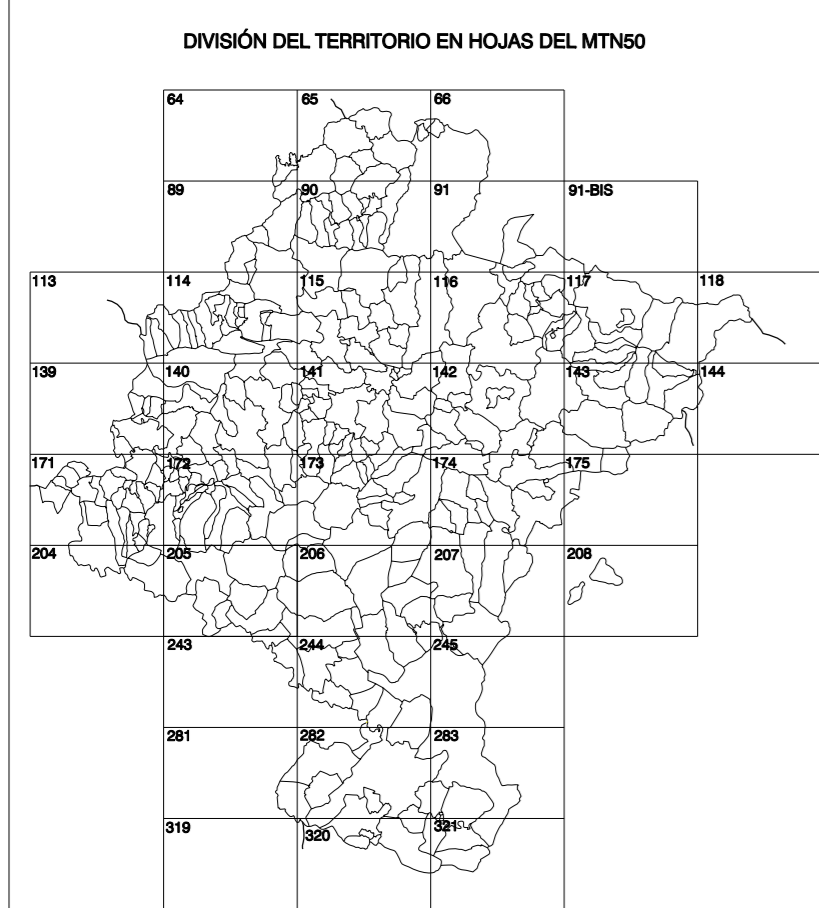 DIVISIÓN DEL TERRITORIO EN HOJAS DEL MTN50
64 65 66
89 90 91 91-BIS
113 114 115 116 117 118
139 140 141 142 143 144
171 172 173 174 175
204 205 206 207 208
243 244 245
281 282 283
319 320 321